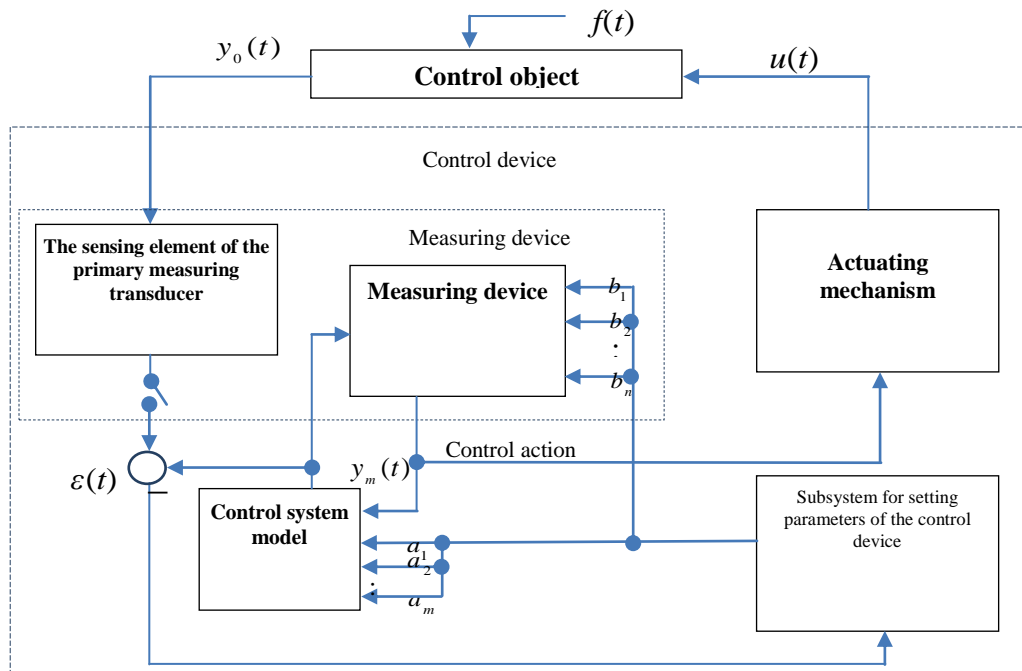 f(t)
y₀(t)
u(t)
Control object
Control device
The sensing element of the
primary measuring
transducer
Measuring device
Measuring device
b₁
b₂
⋮
bₙ
Actuating
mechanism
Control action
yₘ(t)
ε(t)
−
Control system
model
a₁
a₂
⋮
aₘ
Subsystem for setting
parameters of the control
device